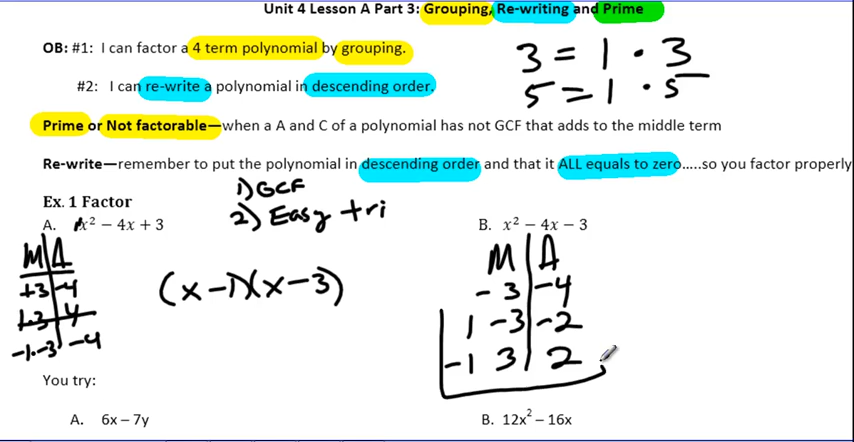 Unit 4 Lesson A Part 3: Grouping, Re-writing and Prime
OB: #1: I can factor a 4 term polynomial by grouping.
3 = 1 · 3
#2: I can re-write a polynomial in descending order.
5 = 1 · 5
Prime or Not factorable—when a A and C of a polynomial has not GCF that adds to the middle term
Re-write—remember to put the polynomial in descending order and that it ALL equals to zero.....so you factor properly
1) GCF
Ex. 1 Factor
2) Easy tri
A. x² − 4x + 3
B. x² − 4x − 3
M A
+3 -4
1·3 4
-1·-3 -4
(x-1)(x-3)
M A
-3 -4
1 -3 -2
-1 3 2
You try:
A. 6x – 7y
B. 12x² – 16x